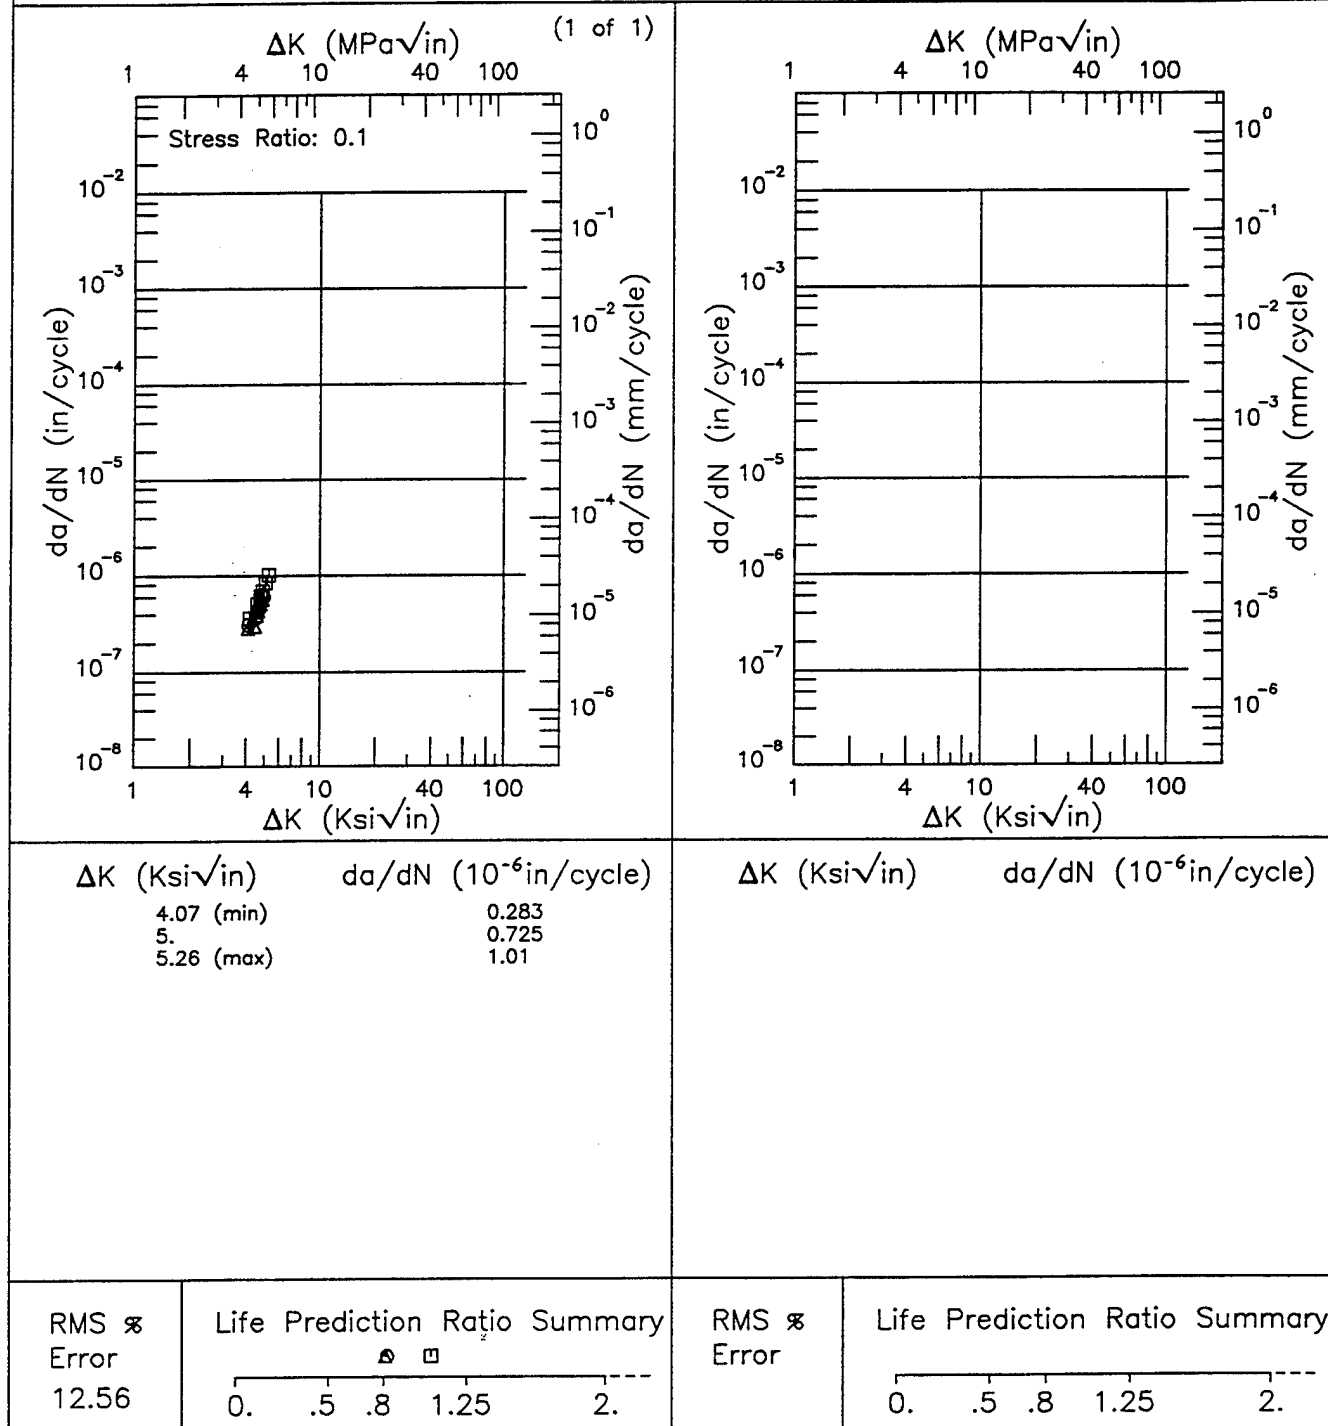 (1 of 1)
ΔK (MPa√in)
1 4 10 40 100
Stress Ratio: 0.1
10⁻²
10⁻³
10⁻⁴
10⁻⁵
10⁻⁶
10⁻⁷
10⁻⁸
da/dN (in/cycle)
10⁰
10⁻¹
10⁻²
10⁻³
10⁻⁴
10⁻⁵
10⁻⁶
da/dN (mm/cycle)
1 4 10 40 100
ΔK (Ksi√in)
ΔK (MPa√in)
1 4 10 40 100
10⁻²
10⁻³
10⁻⁴
10⁻⁵
10⁻⁶
10⁻⁷
10⁻⁸
da/dN (in/cycle)
10⁰
10⁻¹
10⁻²
10⁻³
10⁻⁴
10⁻⁵
10⁻⁶
da/dN (mm/cycle)
1 4 10 40 100
ΔK (Ksi√in)
ΔK (Ksi√in) da/dN (10⁻⁶in/cycle)
4.07 (min) 0.283
5. 0.725
5.26 (max) 1.01
ΔK (Ksi√in) da/dN (10⁻⁶in/cycle)
RMS %
Error
12.56
Life Prediction Ratio Summary
0. .5 .8 1.25 2.
RMS %
Error
Life Prediction Ratio Summary
0. .5 .8 1.25 2.